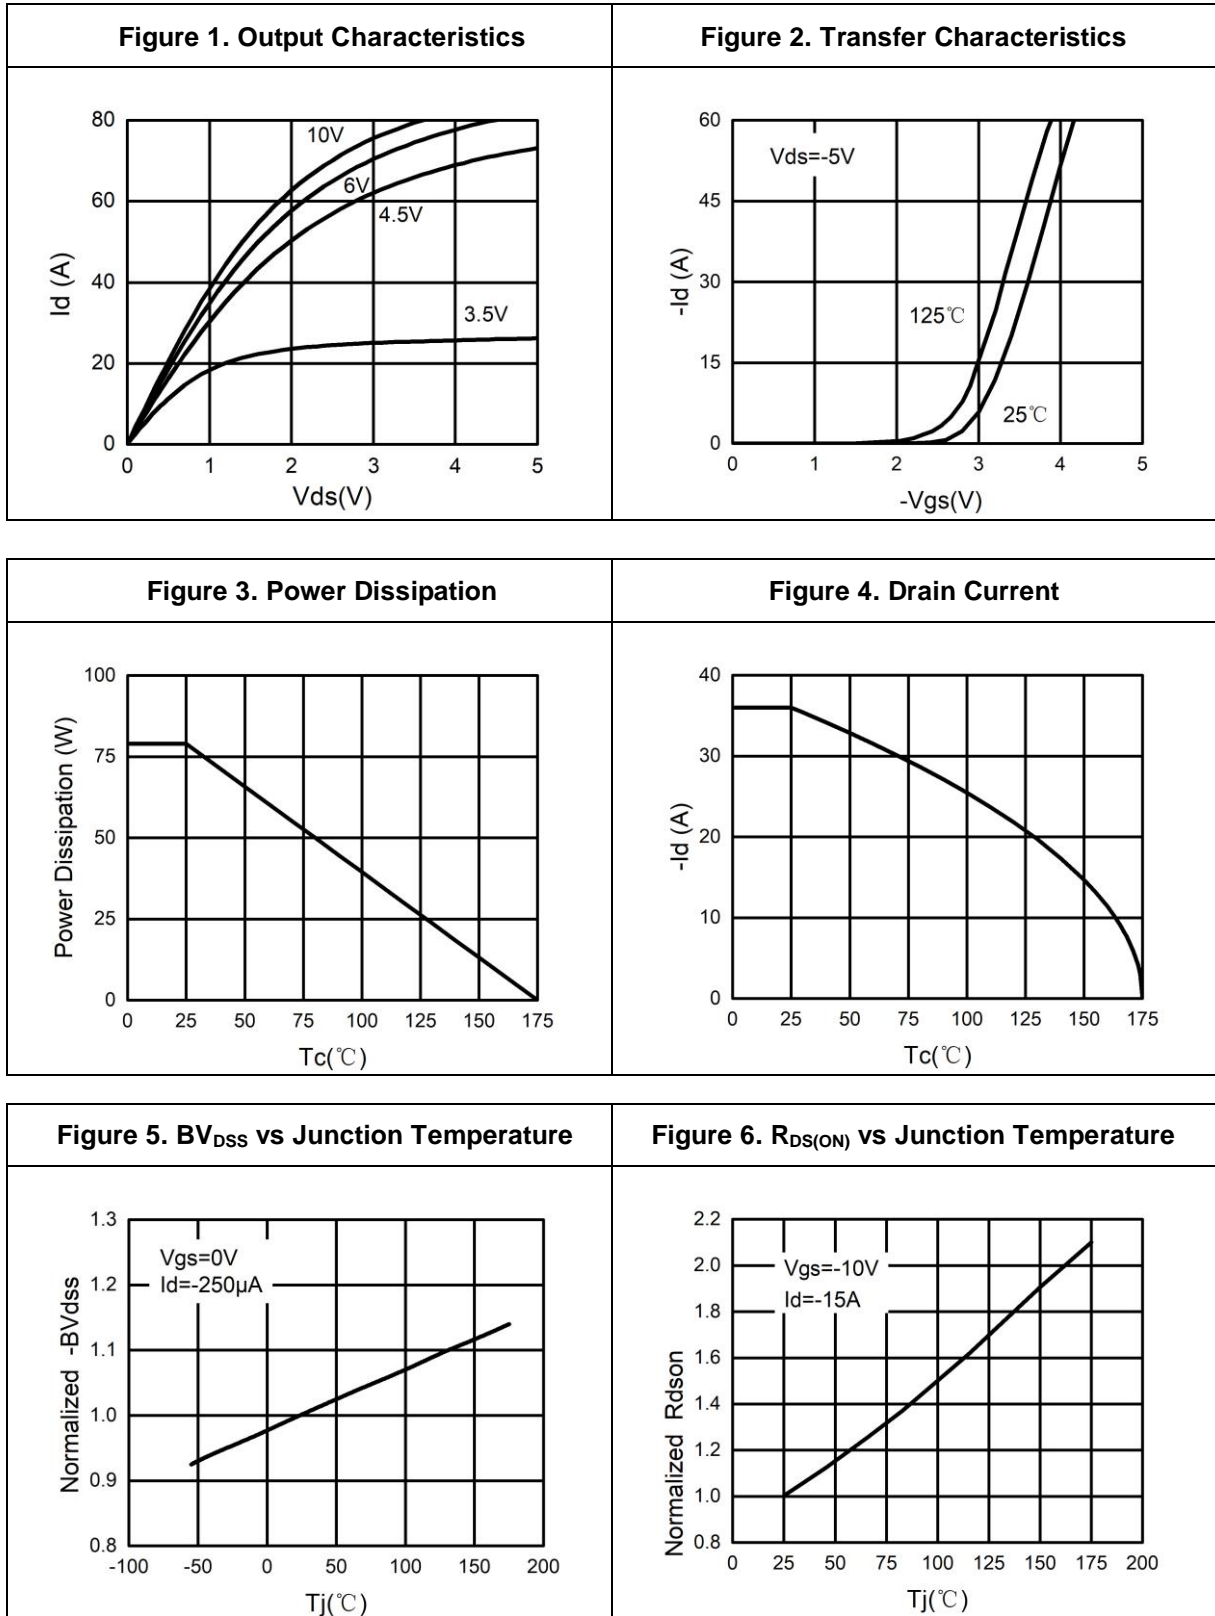 Figure 1. Output Characteristics
Figure 2. Transfer Characteristics
80
60
40
20
0
0 1 2 3 4 5
10V
6V
4.5V
3.5V
Id (A)
Vds(V)
60
45
30
15
0
0 1 2 3 4 5
Vds=-5V
125℃
25℃
-Id (A)
-Vgs(V)
Figure 3. Power Dissipation
Figure 4. Drain Current
100
75
50
25
0
0 25 50 75 100 125 150 175
Power Dissipation (W)
Tc(℃)
40
30
20
10
0
0 25 50 75 100 125 150 175
-Id (A)
Tc(℃)
Figure 5. BVDSS vs Junction Temperature
Figure 6. RDS(ON) vs Junction Temperature
1.3
1.2
1.1
1.0
0.9
0.8
-100 -50 0 50 100 150 200
Vgs=0V
Id=-250μA
Normalized -BVdss
Tj(℃)
2.2
2.0
1.8
1.6
1.4
1.2
1.0
0.8
0 25 50 75 100 125 150 175 200
Vgs=-10V
Id=-15A
Normalized Rdson
Tj(℃)